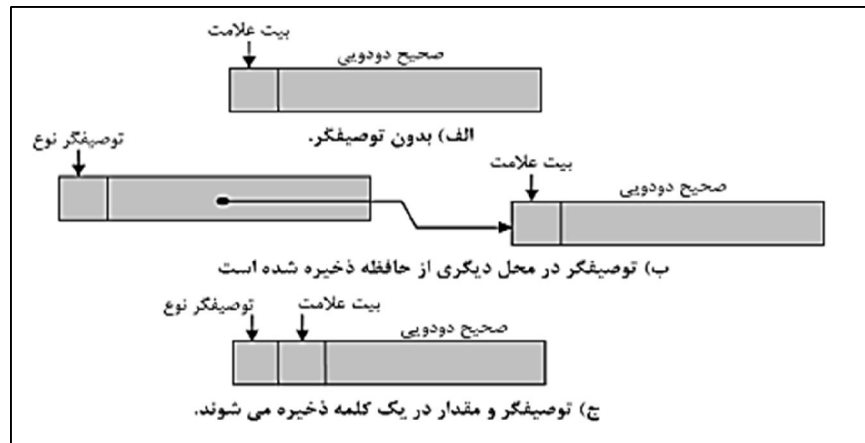 بیت علامت
صحیح دودویی
الف) بدون توصیفگر.
توصیفگر نوع
بیت علامت
صحیح دودویی
ب) توصیفگر در محل دیگری از حافظه ذخیره شده است
توصیفگر نوع بیت علامت
صحیح دودویی
ج) توصیفگر و مقدار در یک کلمه ذخیره می شوند.